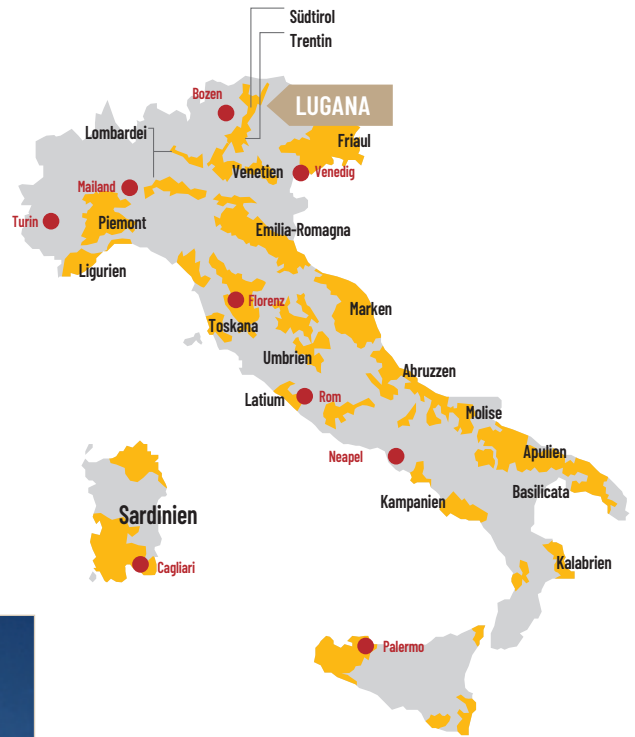 Südtirol
Trentin
Bozen
LUGANA
Lombardei
Friaul
Venetien
Venedig
Mailand
Turin
Piemont
Emilia-Romagna
Ligurien
Florenz
Marken
Toskana
Umbrien
Abruzzen
Latium
Rom
Molise
Neapel
Apulien
Basilicata
Kampanien
Sardinien
Kalabrien
Cagliari
Palermo